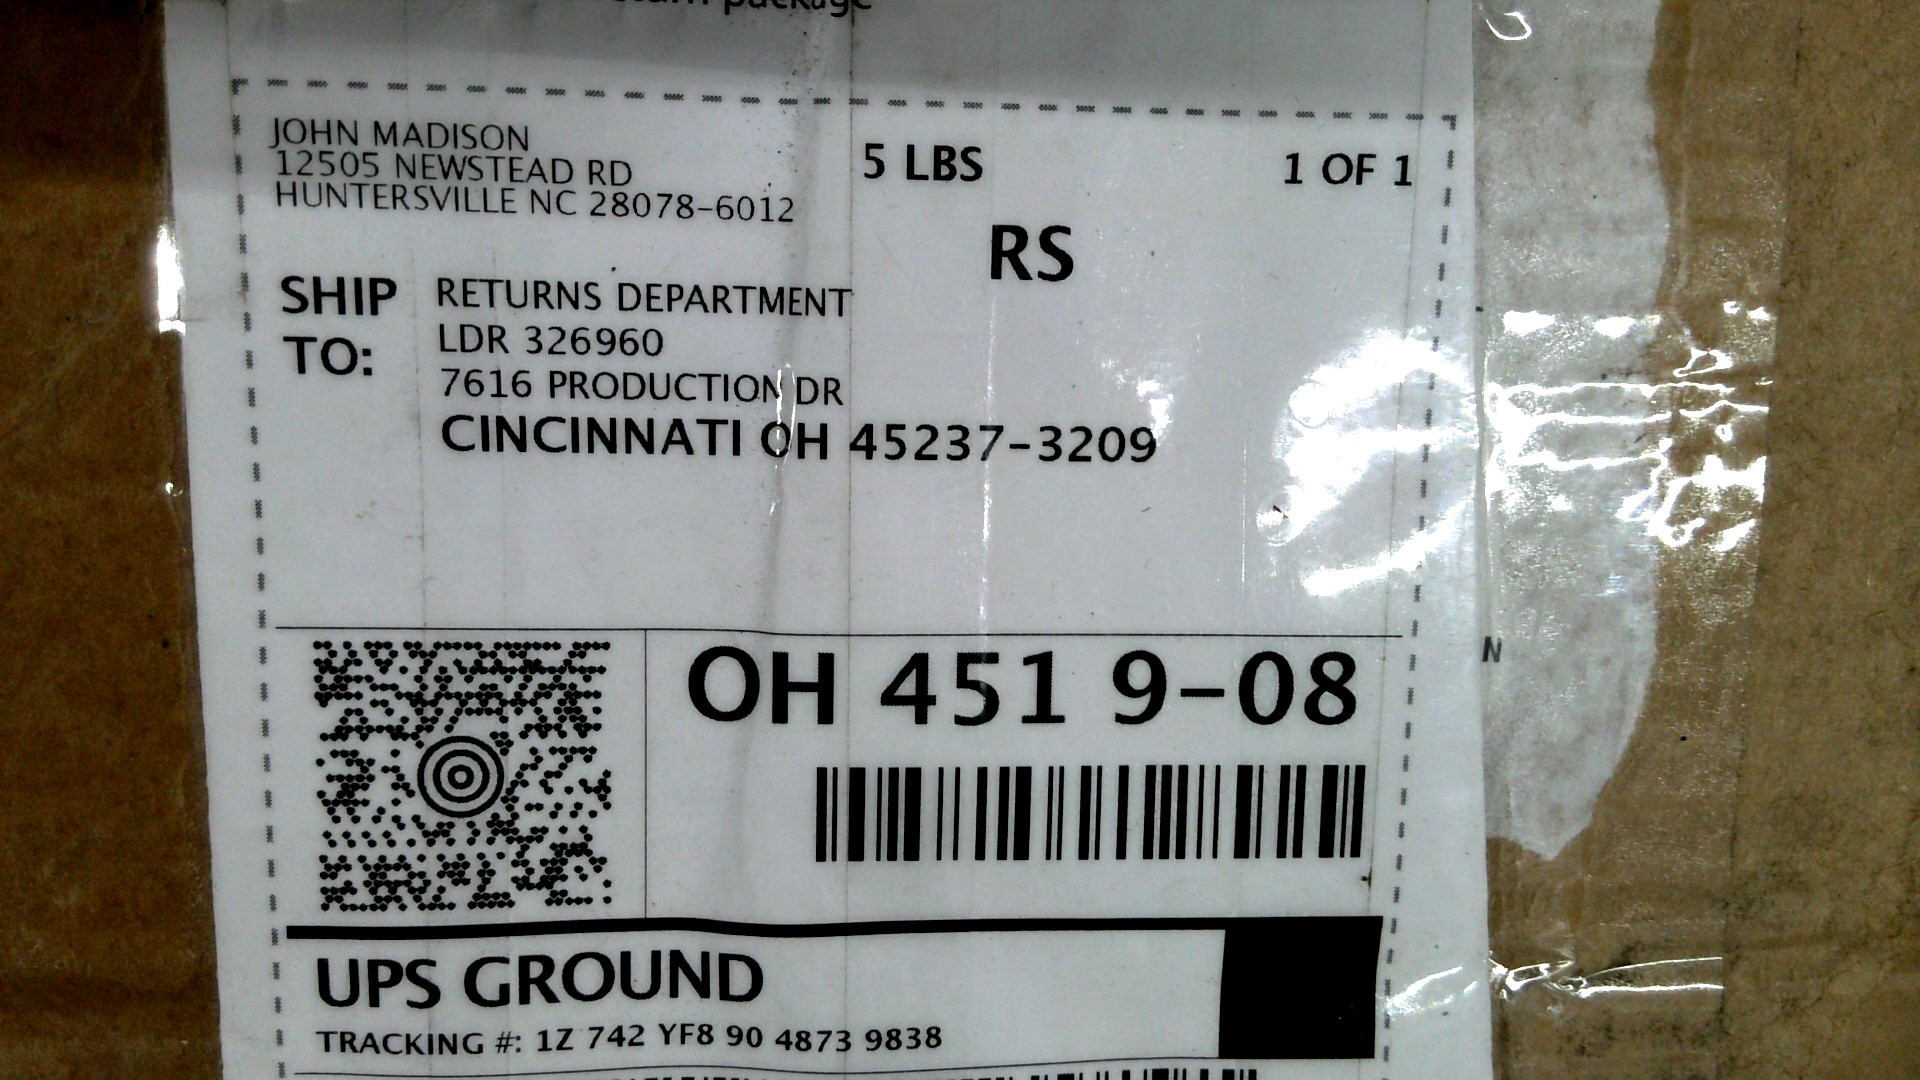 package
JOHN MADISON
12505 NEWSTEAD RD
HUNTERSVILLE NC 28078-6012
5 LBS
1 OF 1
RS
SHIP TO:
RETURNS DEPARTMENT
LDR 326960
7616 PRODUCTION DR
CINCINNATI OH 45237-3209
OH 451 9-08
N
UPS GROUND
TRACKING #: 1Z 742 YF8 90 4873 9838